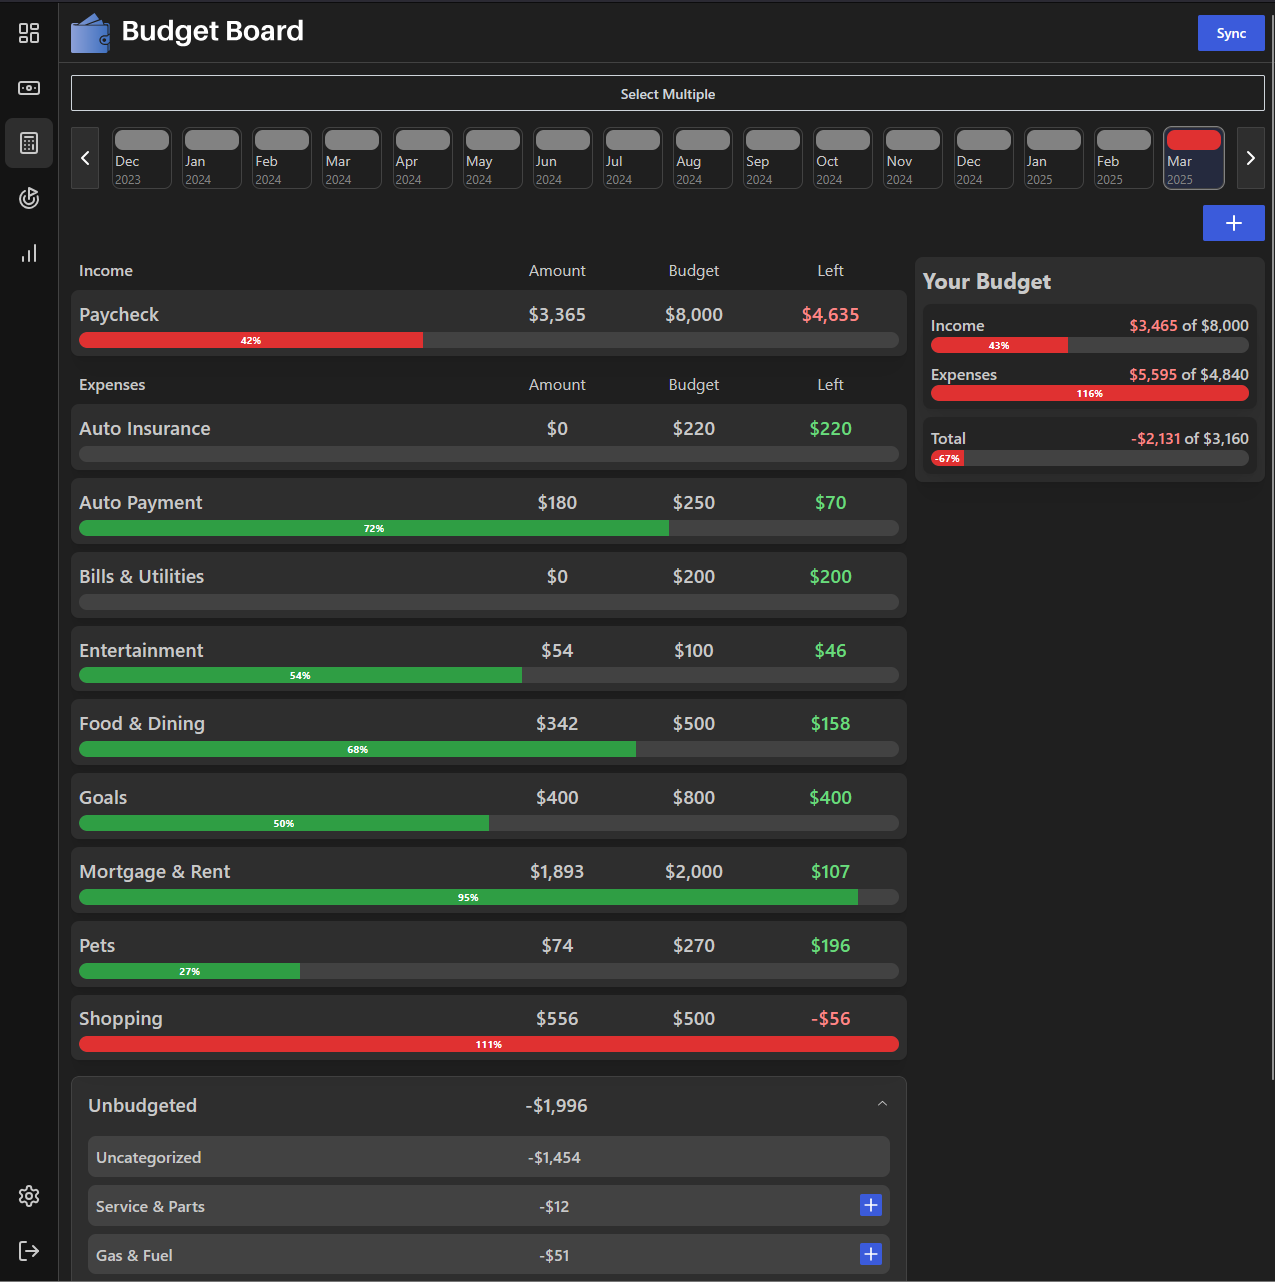 Budget Board
Sync
Select Multiple
Dec Jan Feb Mar Apr May Jun Jul Aug Sep Oct Nov Dec Jan Feb Mar
2023 2024 2024 2024 2024 2024 2024 2024 2024 2024 2024 2024 2024 2025 2025 2025
Income Amount Budget Left
Paycheck $3,365 $8,000 $4,635
42%
Expenses Amount Budget Left
Auto Insurance $0 $220 $220
Auto Payment $180 $250 $70
72%
Bills & Utilities $0 $200 $200
Entertainment $54 $100 $46
54%
Food & Dining $342 $500 $158
68%
Goals $400 $800 $400
50%
Mortgage & Rent $1,893 $2,000 $107
95%
Pets $74 $270 $196
27%
Shopping $556 $500 -$56
111%
Unbudgeted -$1,996
Uncategorized -$1,454
Service & Parts -$12
Gas & Fuel -$51
Your Budget
Income $3,465 of $8,000
43%
Expenses $5,595 of $4,840
116%
Total -$2,131 of $3,160
-67%